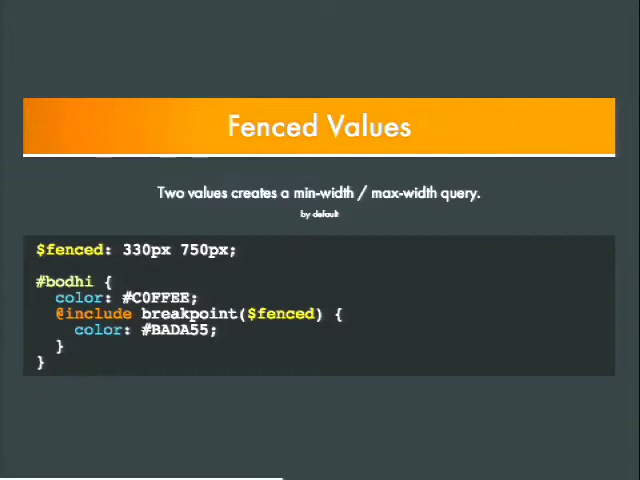 Fenced Values
Two values creates a min-width / max-width query.
by default
$fenced: 330px 750px;
#bodhi {
color: #C0FFEE;
@include breakpoint($fenced) {
color: #BADA55;
}
}